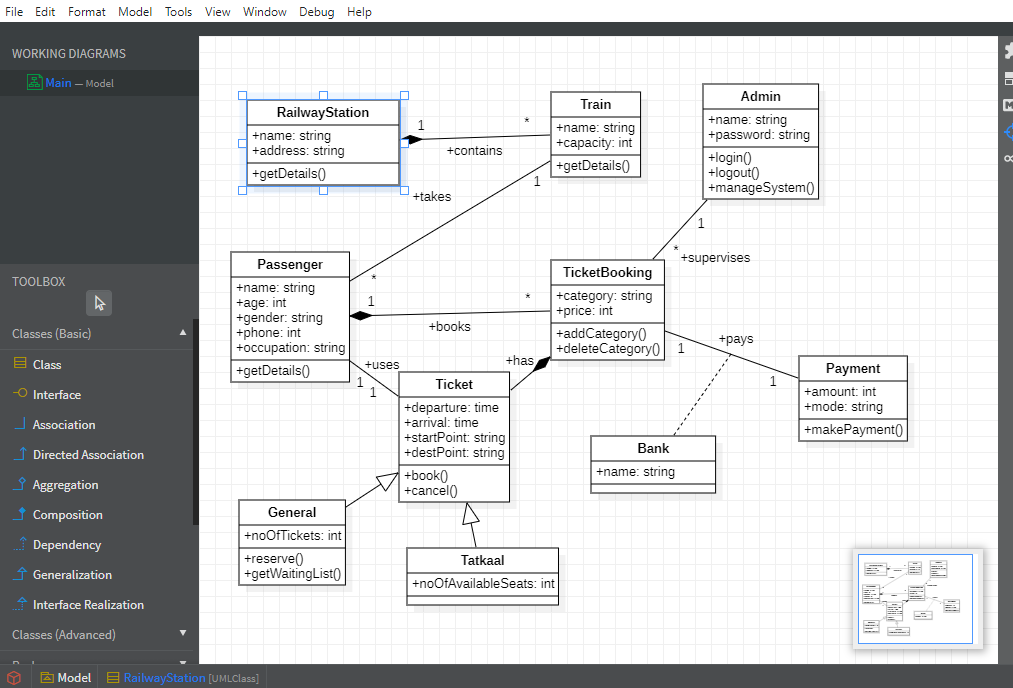 File Edit Format Model Tools View Window Debug Help
WORKING DIAGRAMS
Main — Model
TOOLBOX
Classes (Basic)
Class
Interface
Association
Directed Association
Aggregation
Composition
Dependency
Generalization
Interface Realization
Classes (Advanced)
RailwayStation
+name: string
+address: string
+getDetails()
1
*
+contains
Train
+name: string
+capacity: int
+getDetails()
Admin
+name: string
+password: string
+login()
+logout()
+manageSystem()
1
+takes
*
1
*
+supervises
Passenger
+name: string
+age: int
+gender: string
+phone: int
+occupation: string
+getDetails()
1
*
+books
TicketBooking
+category: string
+price: int
+addCategory()
+deleteCategory()
+uses
1
1
+has
1
+pays
1
Payment
+amount: int
+mode: string
+makePayment()
Ticket
+departure: time
+arrival: time
+startPoint: string
+destPoint: string
+book()
+cancel()
Bank
+name: string
General
+noOfTickets: int
+reserve()
+getWaitingList()
Tatkaal
+noOfAvailableSeats: int
Model RailwayStation [UMLClass]